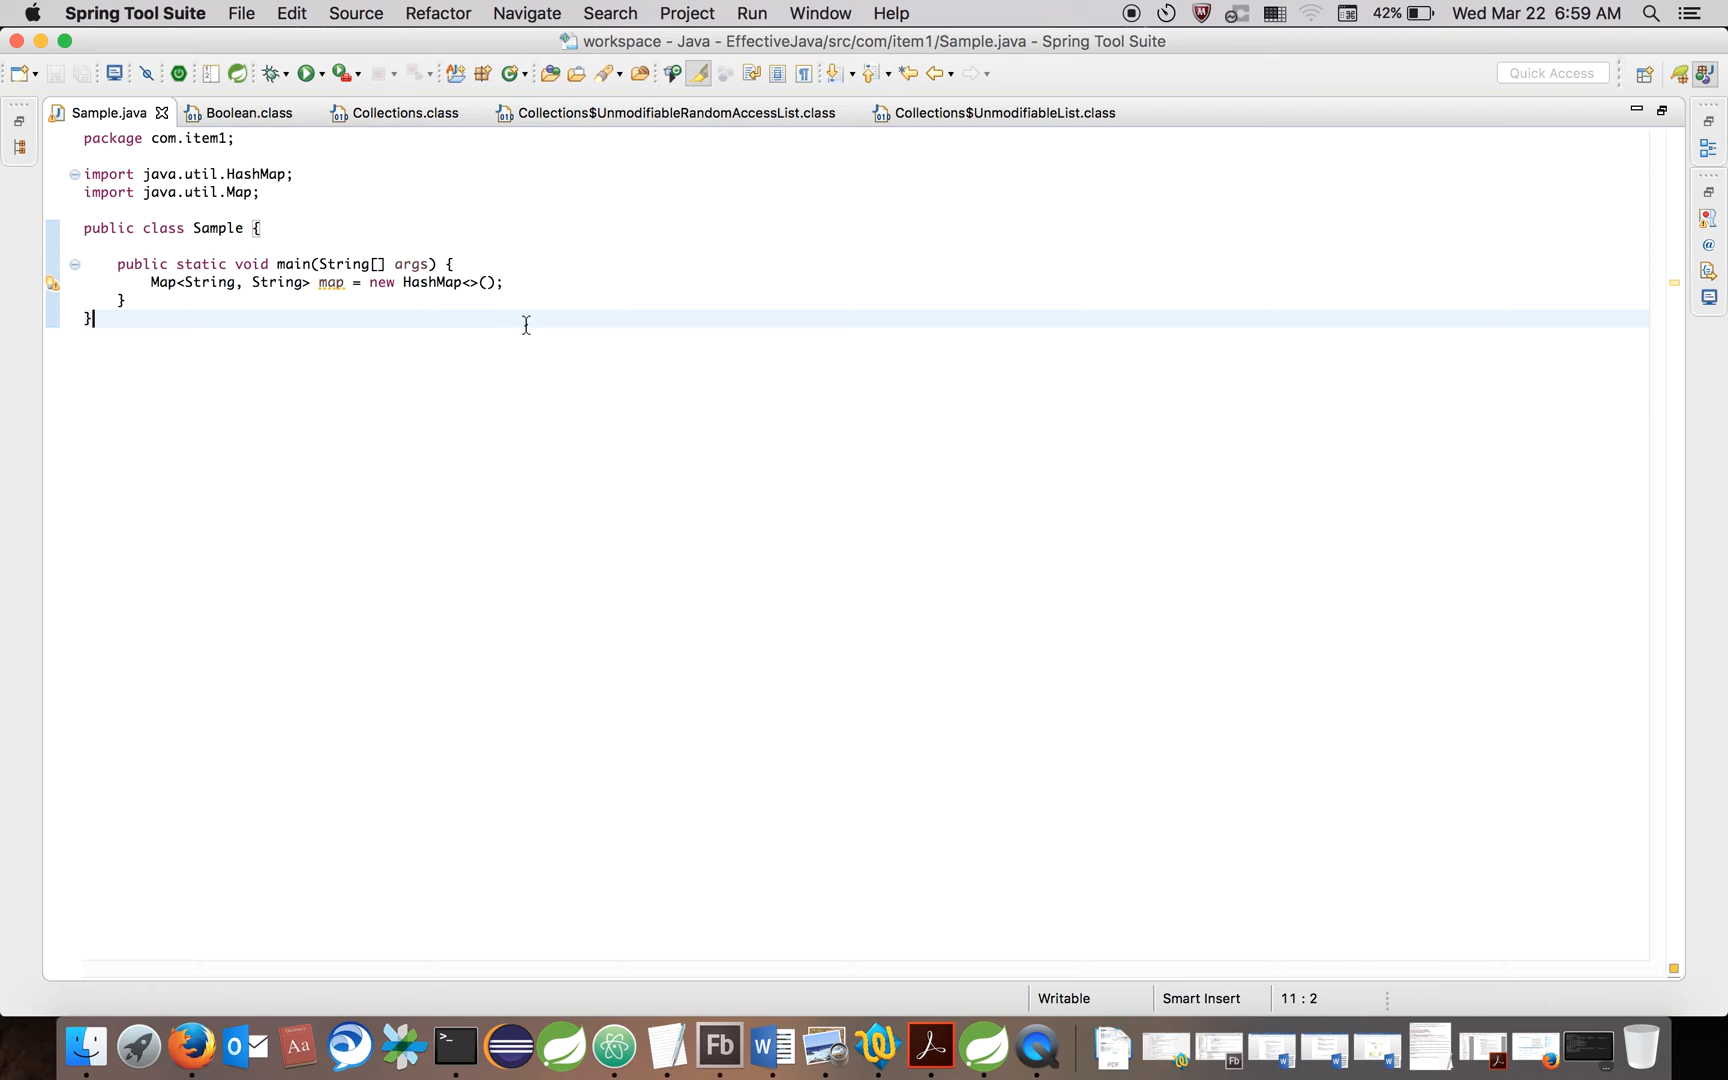 Spring Tool Suite File Edit Source Refactor Navigate Search Project Run Window Help 42% Wed Mar 22 6:59 AM
workspace - Java - EffectiveJava/src/com/item1/Sample.java - Spring Tool Suite
Quick Access
Sample.java Boolean.class Collections.class Collections$UnmodifiableRandomAccessList.class Collections$UnmodifiableList.class
package com.item1;
import java.util.HashMap;
import java.util.Map;
public class Sample {
public static void main(String[] args) {
Map<String, String> map = new HashMap<>();
}
}
Writable Smart Insert 11 : 2
Fb